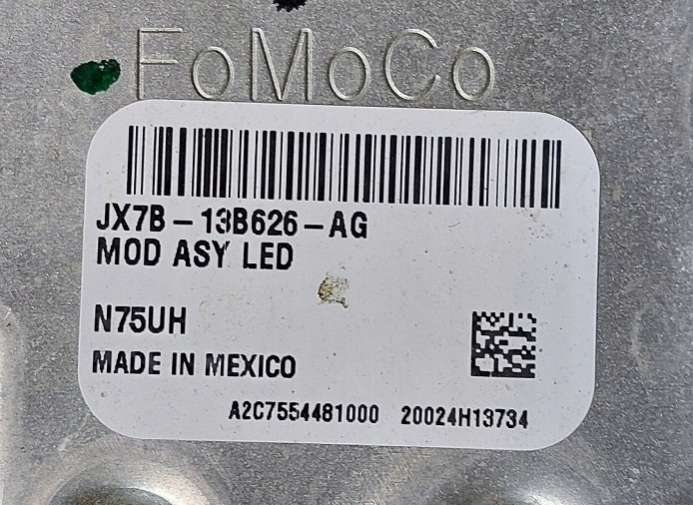 FoMoCo
JX7B-13B626-AG
MOD ASY LED
N75UH
MADE IN MEXICO
A2C7554481000 20024H13734